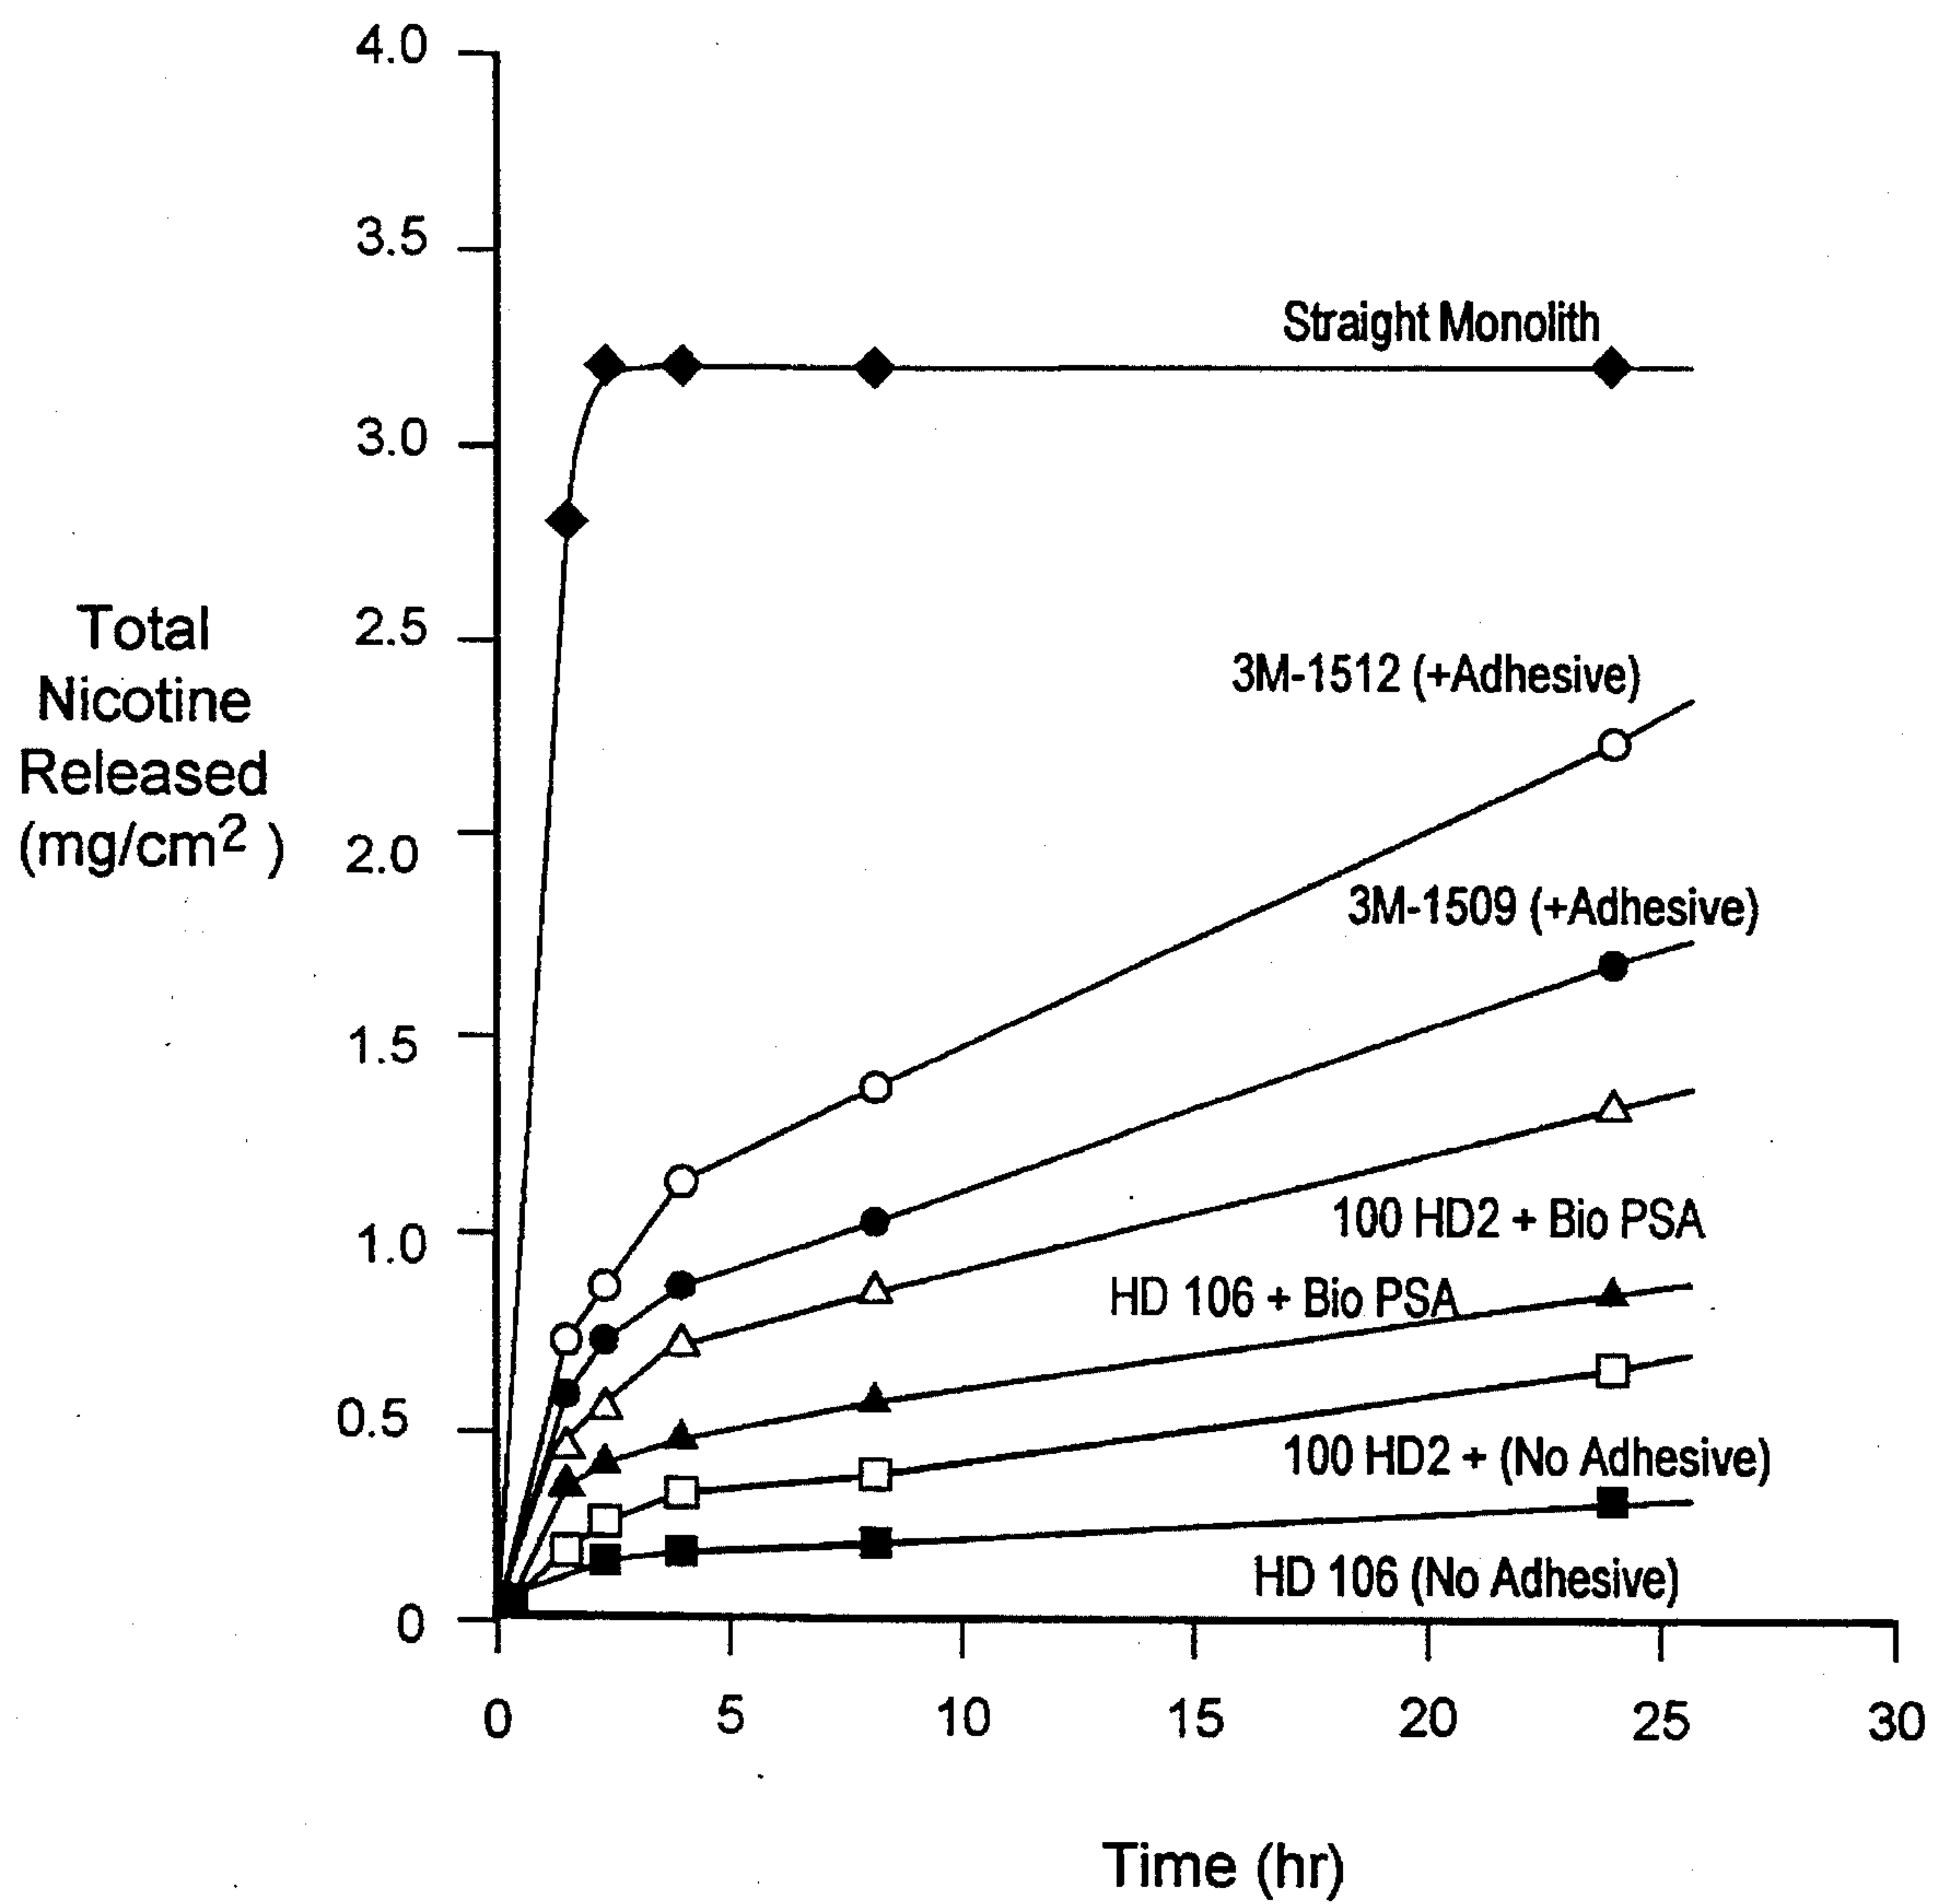 4.0
3.5
Straight Monolith
3.0
2.5
Total
Nicotine
Released
(mg/cm2 )
3M-1512 (+Adhesive)
2.0
3M-1509 (+Adhesive)
1.5
1.0
100 HD2 + Bio PSA
HD 106 + Bio PSA
0.5
100 HD2 + (No Adhesive)
HD 106 (No Adhesive)
0
0 5 10 15 20 25 30
Time (hr)